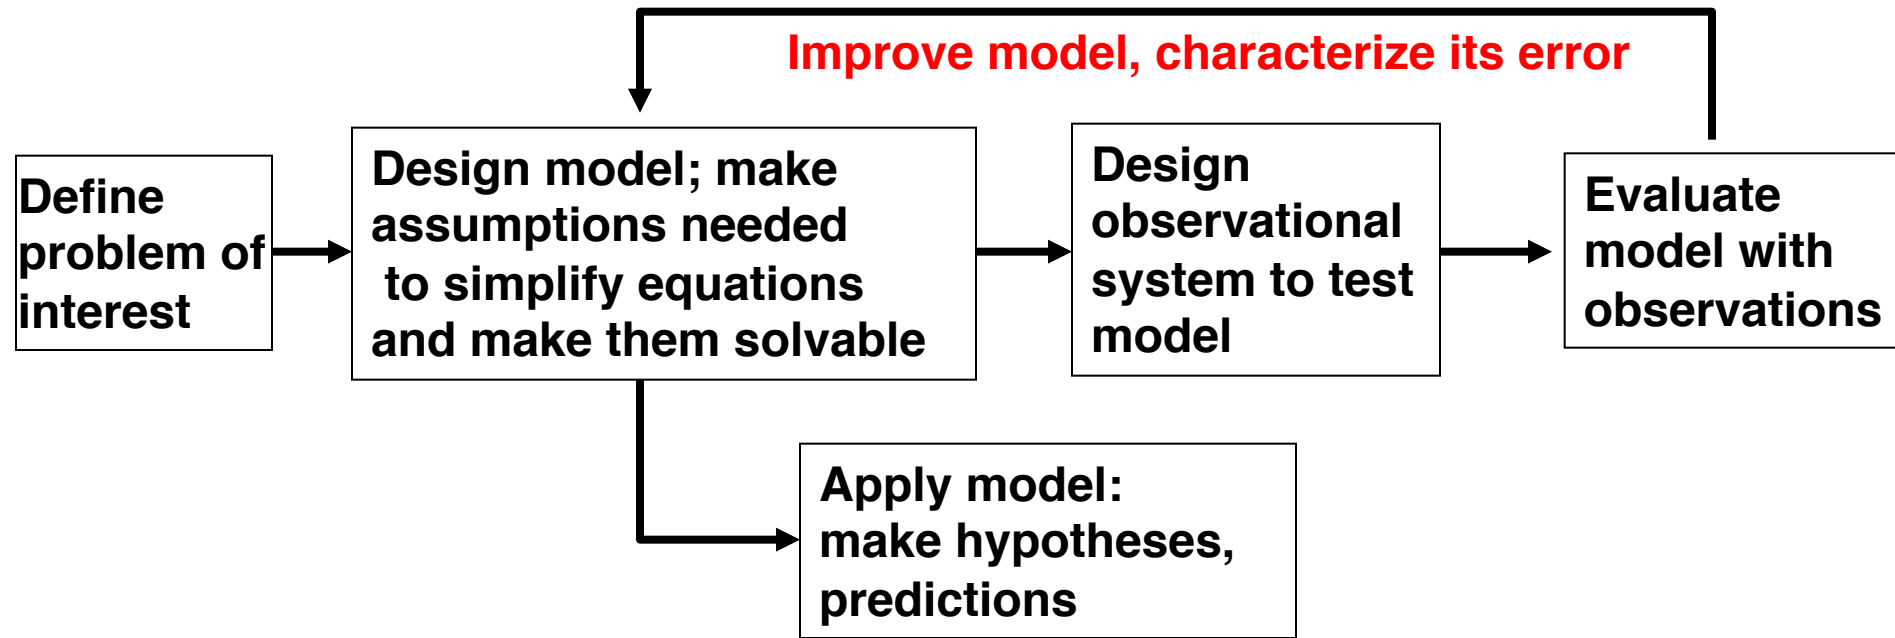 Improve model, characterize its error
Define
problem of
interest
Design model; make
assumptions needed
to simplify equations
and make them solvable
Design
observational
system to test
model
Evaluate
model with
observations
Apply model:
make hypotheses,
predictions